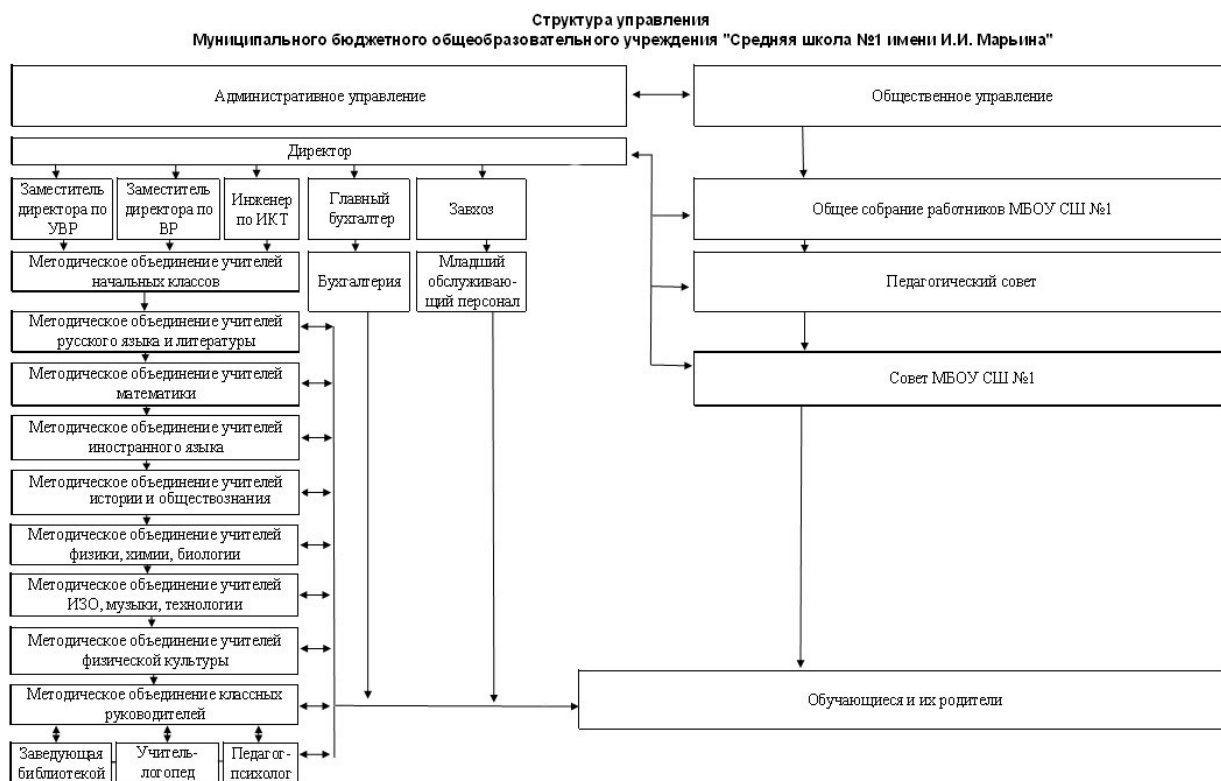 Структура управления
Муниципального бюджетного общеобразовательного учреждения "Средняя школа №1 имени И.И. Марьина"
Административное управление
Общественное управление
Директор
Заместитель
директора по
УВР
Заместитель
директора по
ВР
Инженер
по ИКТ
Главный
бухгалтер
Завхоз
Общее собрание работников МБОУ СШ №1
Методическое объединение учителей
начальных классов
Бухгалтерия
Младший
обслуживаю-
щий персонал
Педагогический совет
Методическое объединение учителей
русского языка и литературы
Методическое объединение учителей
математики
Совет МБОУ СШ №1
Методическое объединение учителей
иностранного языка
Методическое объединение учителей
истории и обществознания
Методическое объединение учителей
физики, химии, биологии
Методическое объединение учителей
ИЗО, музыки, технологии
Методическое объединение учителей
физической культуры
Методическое объединение классных
руководителей
Обучающиеся и их родители
Заведующая
библиотекой
Учитель-
логопед
Педагог-
психолог